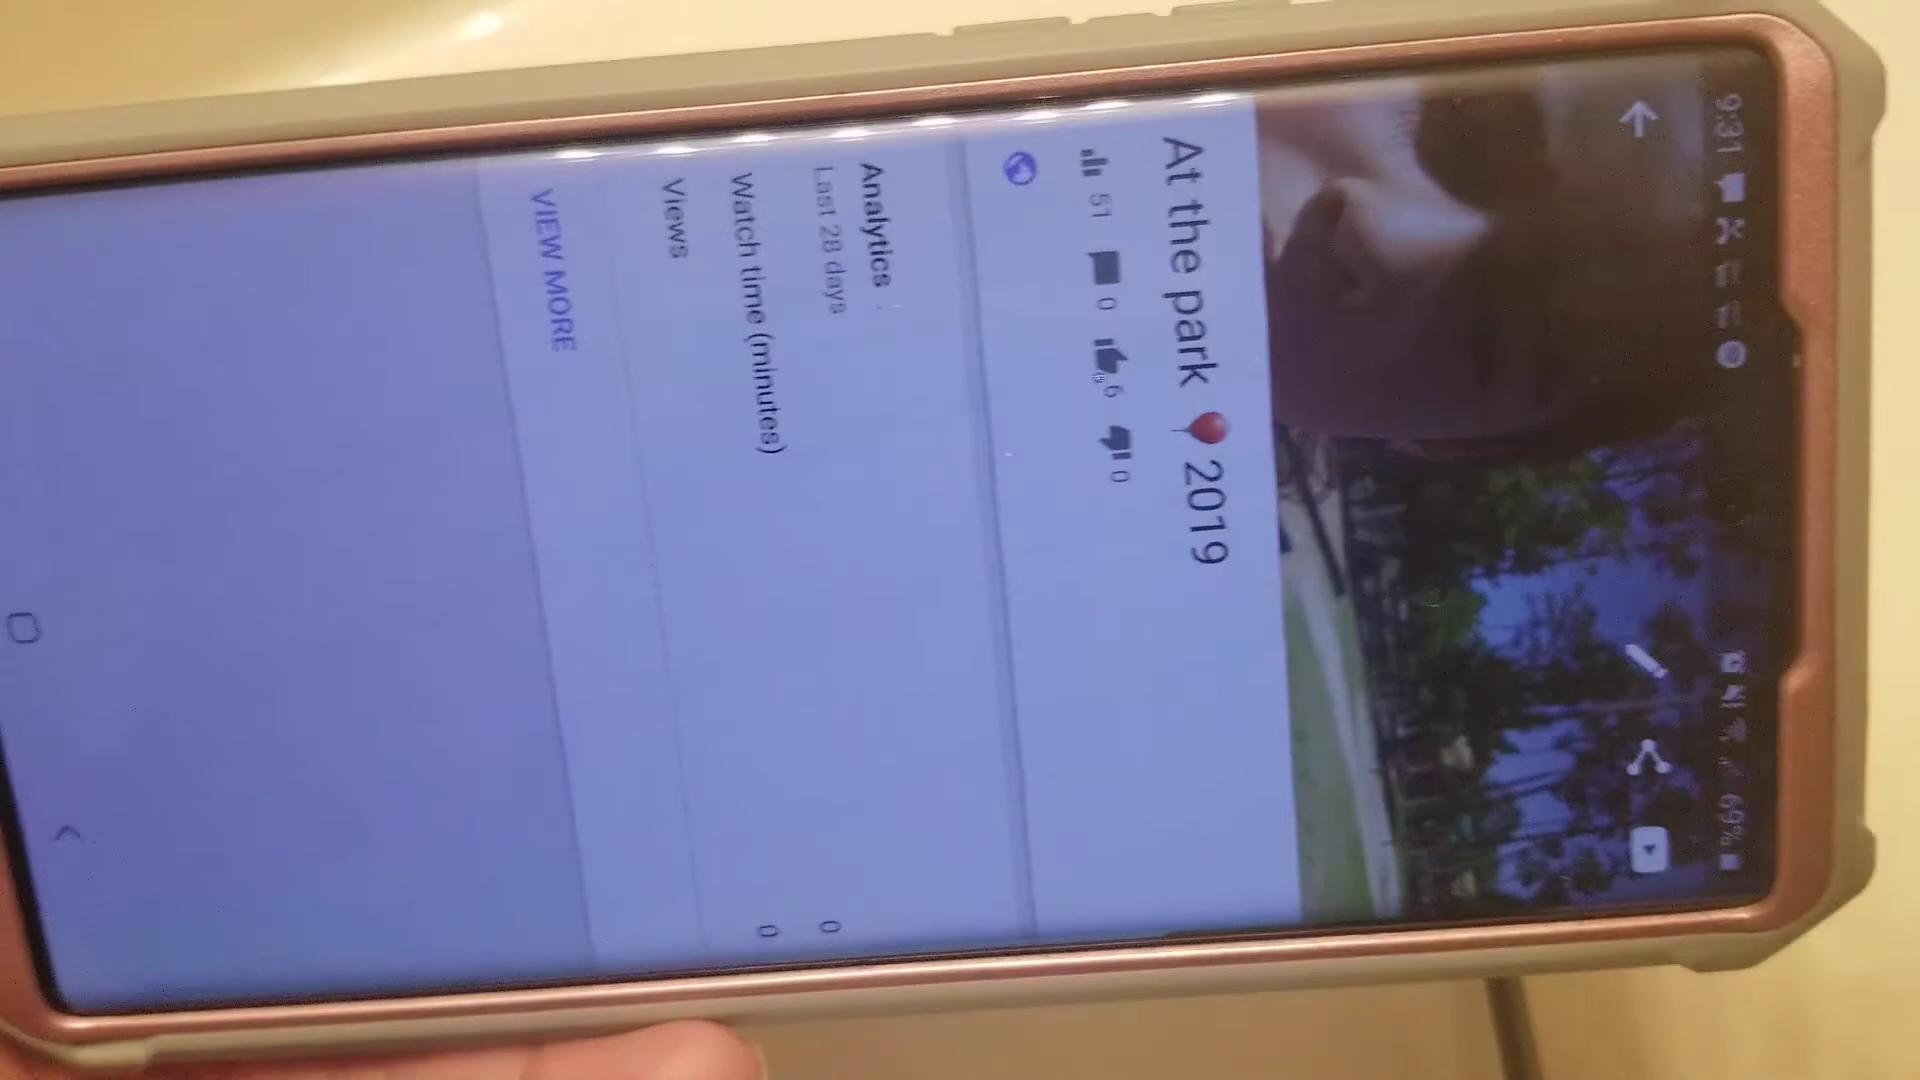 9:31
69%
At the park 🎈 2019
51 0 6 0
Analytics
Last 28 days
Watch time (minutes) 0
Views 0
VIEW MORE